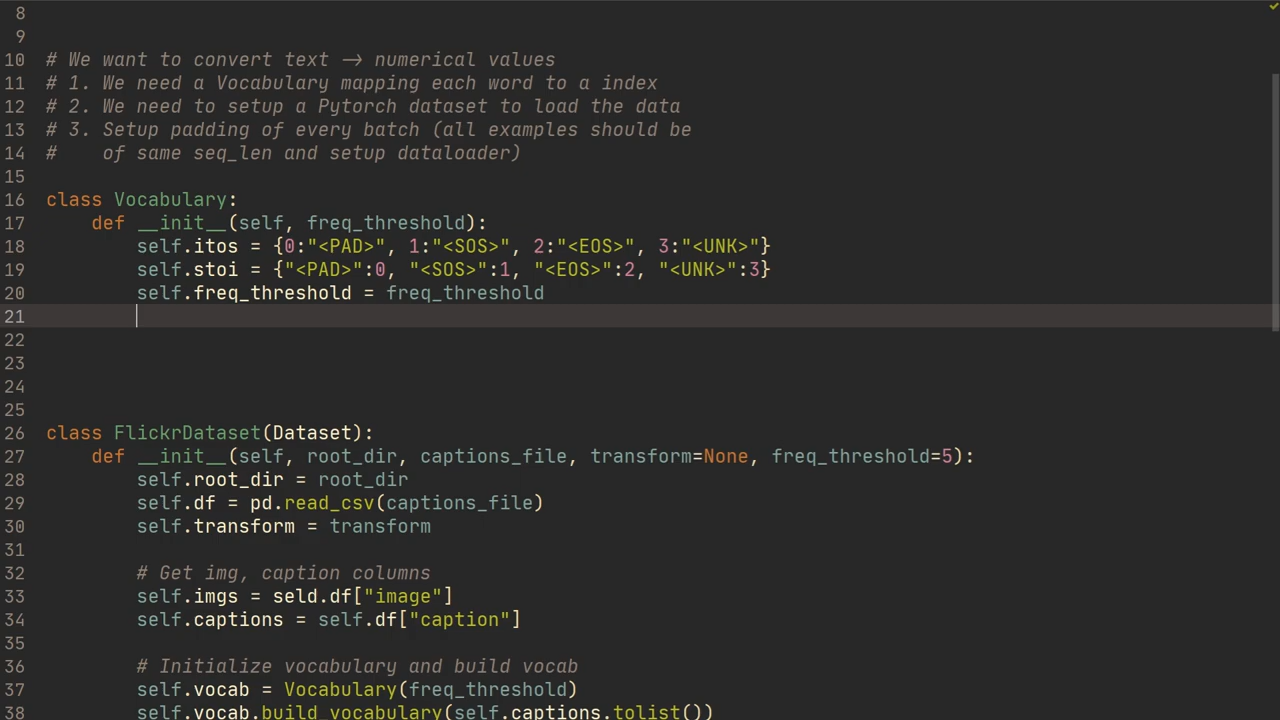 8
9
10 # We want to convert text -> numerical values
11 # 1. We need a Vocabulary mapping each word to a index
12 # 2. We need to setup a Pytorch dataset to load the data
13 # 3. Setup padding of every batch (all examples should be
14 #    of same seq_len and setup dataloader)
15
16 class Vocabulary:
17     def __init__(self, freq_threshold):
18         self.itos = {0:"<PAD>", 1:"<SOS>", 2:"<EOS>", 3:"<UNK>"}
19         self.stoi = {"<PAD>":0, "<SOS>":1, "<EOS>":2, "<UNK>":3}
20         self.freq_threshold = freq_threshold
21
22
23
24
25
26 class FlickrDataset(Dataset):
27     def __init__(self, root_dir, captions_file, transform=None, freq_threshold=5):
28         self.root_dir = root_dir
29         self.df = pd.read_csv(captions_file)
30         self.transform = transform
31
32         # Get img, caption columns
33         self.imgs = seld.df["image"]
34         self.captions = self.df["caption"]
35
36         # Initialize vocabulary and build vocab
37         self.vocab = Vocabulary(freq_threshold)
38         self.vocab.build_vocabulary(self.captions.tolist())